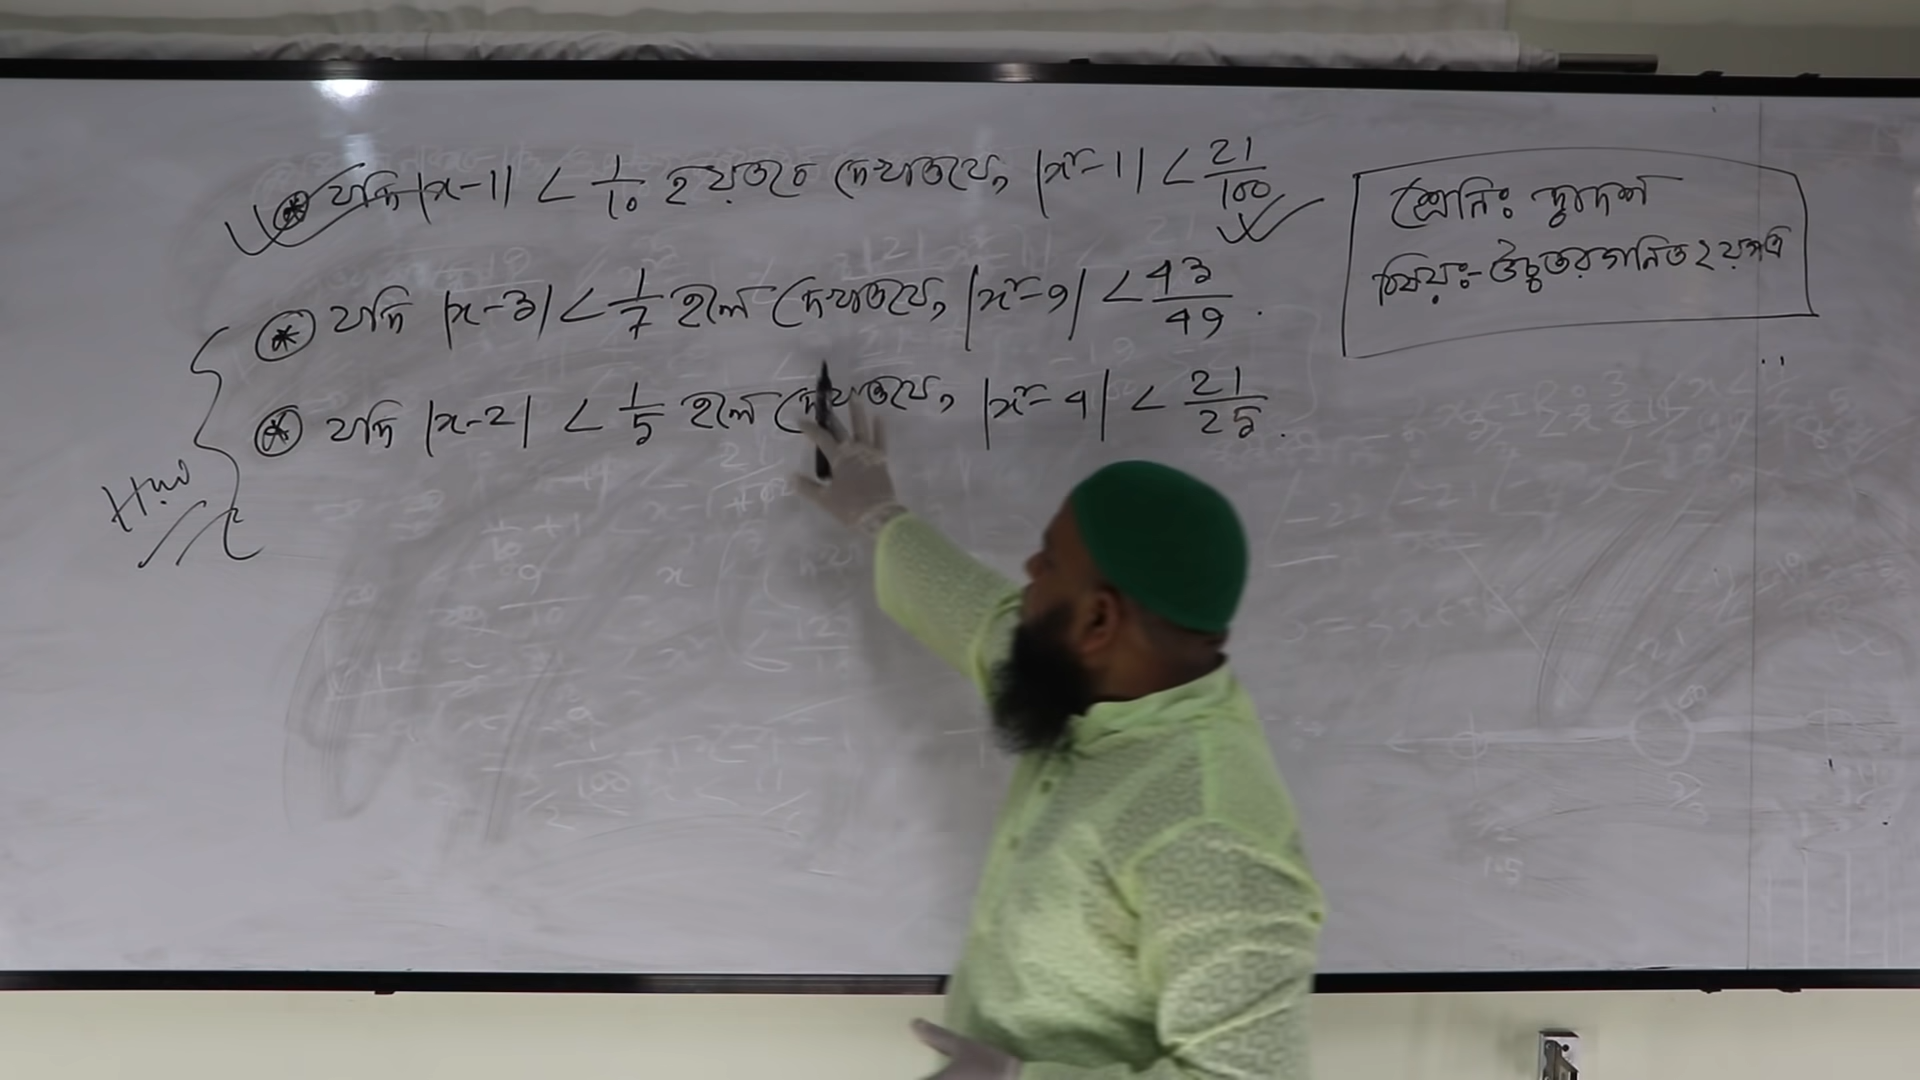 যদি |x-1| < 1/10 হয় তবে দেখাও যে, |x²-1| < 21/100
যদি |x-3| < 1/7 হলে দেখাও যে, |x²-9| < 43/49.
যদি |x-2| < 1/5 হলে দেখাও যে, |x²-4| < 21/25.
H.W
শ্রেনিঃ দ্বাদশ
বিষয়ঃ- উচ্চতর গনিত ২য় পত্র